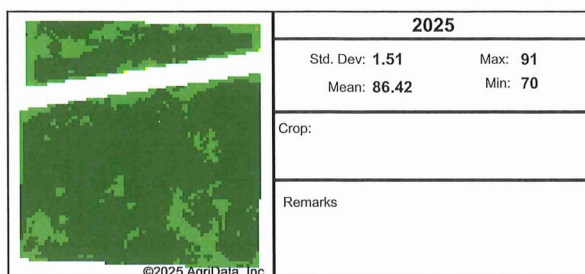 2025
Std. Dev: 1.51 Max: 91
Mean: 86.42 Min: 70
Crop:
Remarks
©2025 AgriData, Inc.